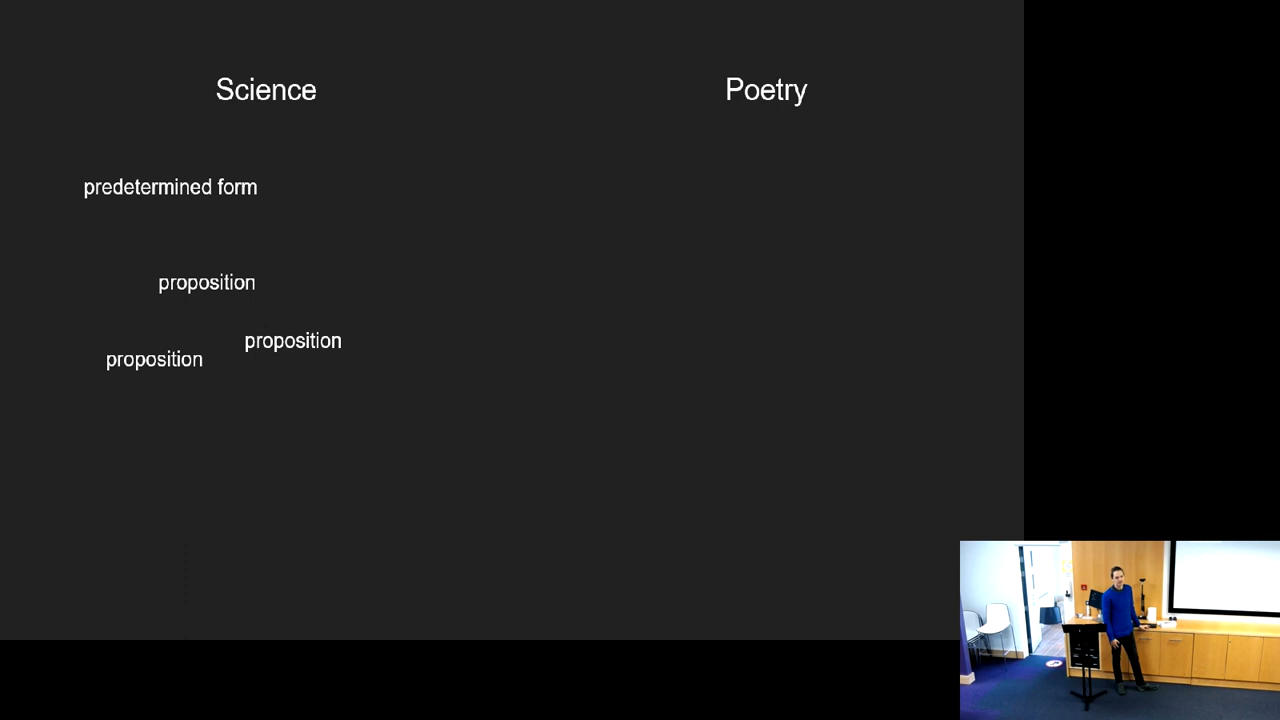 Science
Poetry
predetermined form
proposition
proposition
proposition